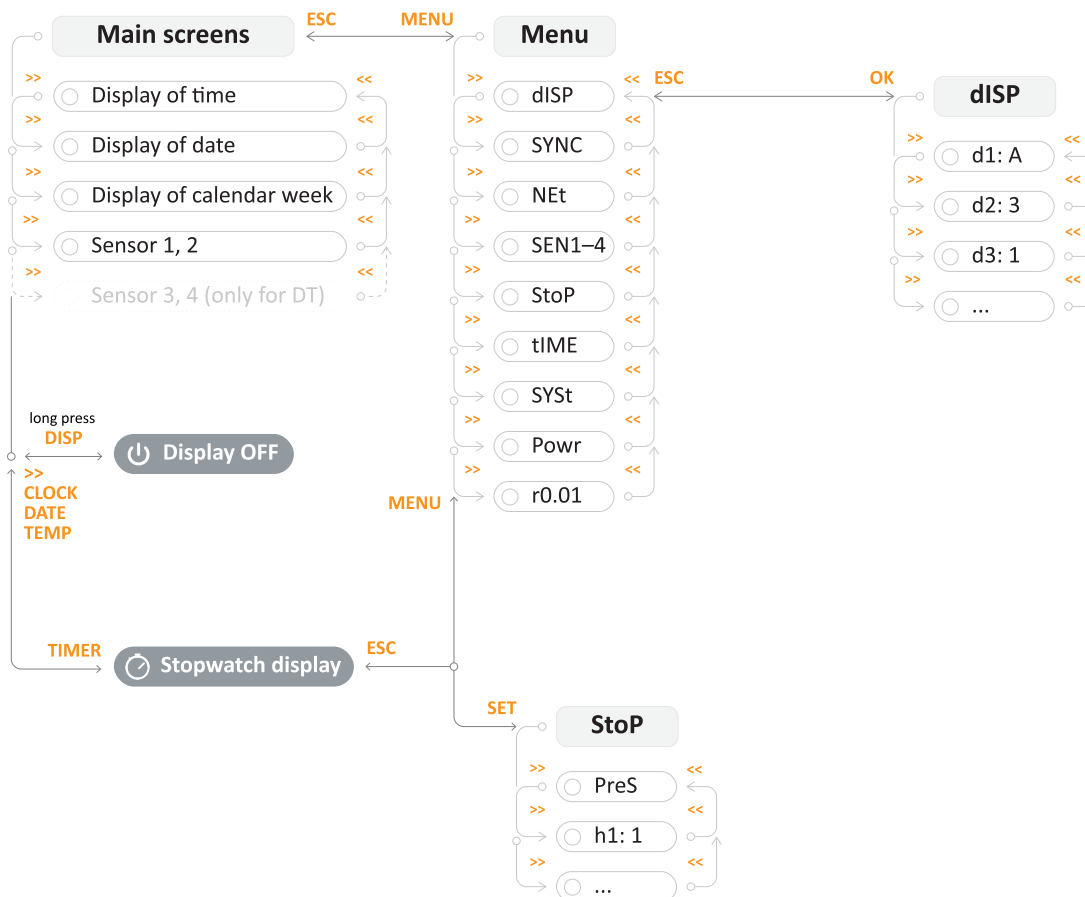 Main screens
ESC
MENU
Menu
>>
<<
Display of time
>>
<<
Display of date
>>
<<
Display of calendar week
>>
<<
Sensor 1, 2
>>
<<
Sensor 3, 4 (only for DT)
>>
<<
dISP
>>
SYNC
<<
>>
NEt
<<
>>
SEN1–4
<<
>>
StoP
<<
>>
tIME
<<
>>
SYSt
<<
>>
Powr
<<
>>
r0.01
<<
ESC
OK
dISP
>>
<<
d1: A
>>
<<
d2: 3
>>
<<
d3: 1
>>
<<
...
long press
DISP
Display OFF
>>
CLOCK
DATE
TEMP
MENU
TIMER
Stopwatch display
ESC
SET
StoP
>>
<<
PreS
>>
<<
h1: 1
>>
<<
...